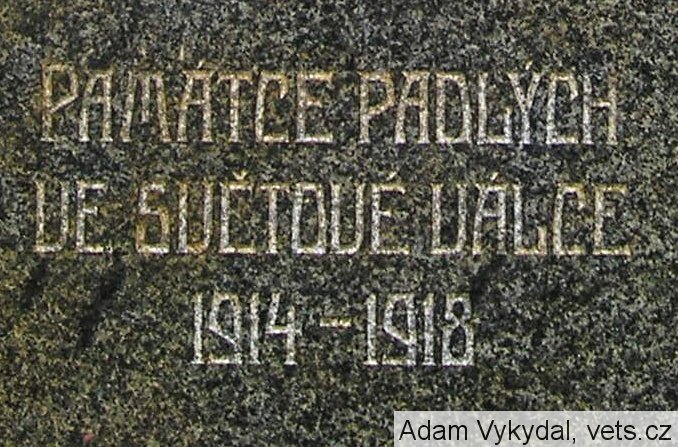 PAMÁTCE PADLÝCH
VE SVĚTOVÉ VÁLCE
1914 – 1918
Adam Vykydal, vets.cz